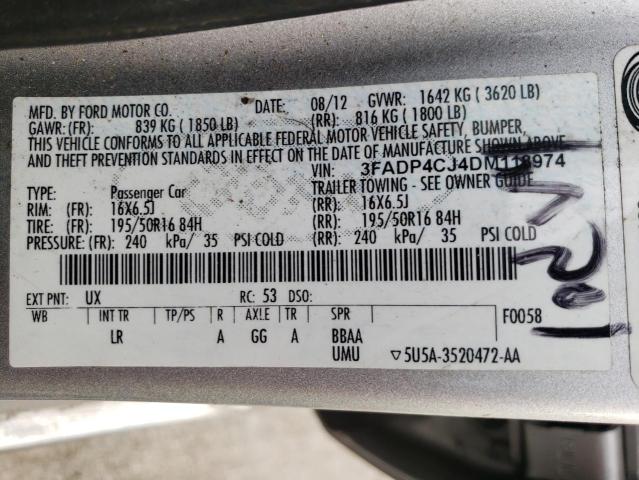 MFD. BY FORD MOTOR CO. DATE: 08/12 GVWR: 1642 KG ( 3620 LB)
GAWR: (FR): 839 KG ( 1850 LB) (RR): 816 KG ( 1800 LB)
THIS VEHICLE CONFORMS TO ALL APPLICABLE FEDERAL MOTOR VEHICLE SAFETY, BUMPER,
AND THEFT PREVENTION STANDARDS IN EFFECT ON THE DATE OF MANUFACTURE SHOWN ABOVE.
VIN: 3FADP4CJ4DM118974
TYPE: Passenger Car TRAILER TOWING - SEE OWNER GUIDE
RIM: (FR): 16X6.5J (RR): 16X6.5J
TIRE: (FR): 195/50R16 84H (RR): 195/50R16 84H
PRESSURE: (FR): 240 kPa/ 35 PSI COLD (RR): 240 kPa/ 35 PSI COLD
EXT PNT: UX RC: 53 DSO:
WB INT TR TP/PS R AXLE TR SPR F0058
LR A GG A BBAA
UMU ▽5U5A-3520472-AA